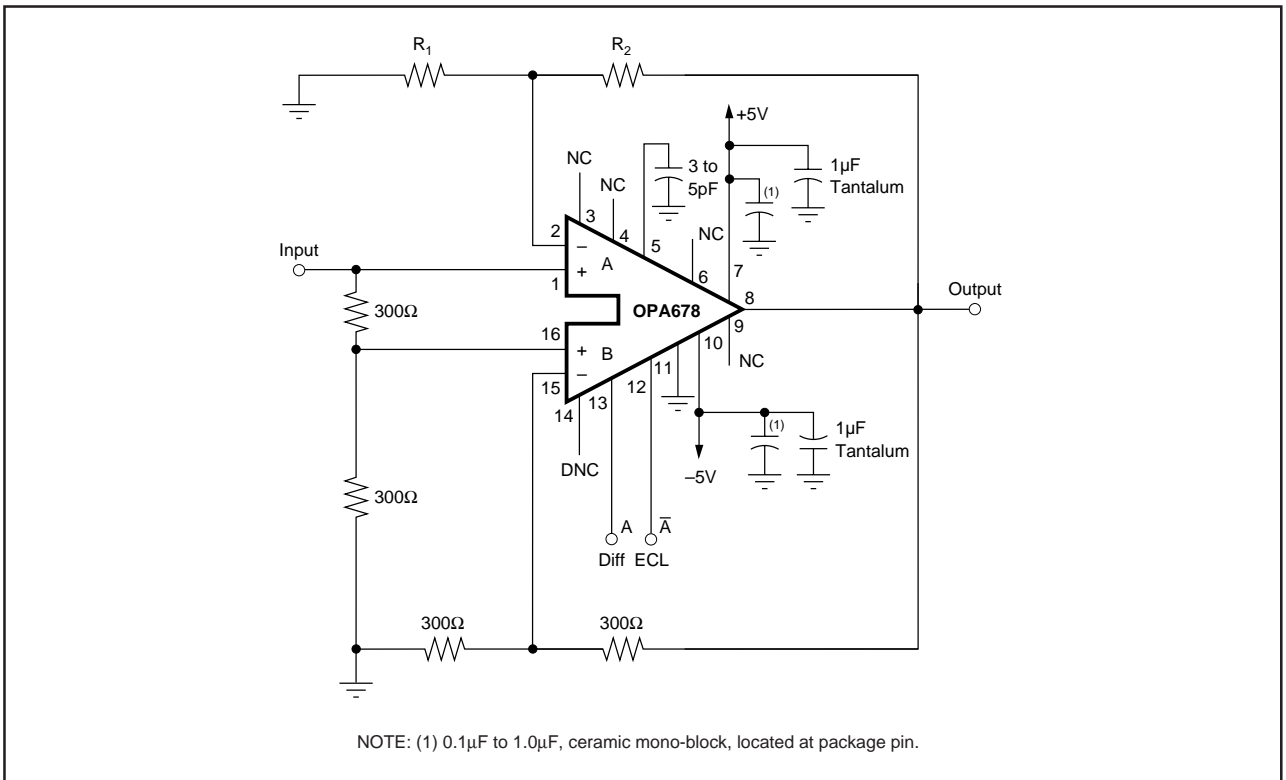 R1
R2
+5V
NC
3 to
5pF
1µF
Tantalum
(1)
NC
3
2
4
5
NC
–
A
Input
+
1
6
7
8
Output
300Ω
OPA678
16
9
+
B
10
NC
–
11
15
12
13
14
(1)
1µF
Tantalum
DNC
–5V
300Ω
A
A̅
Diff
ECL
300Ω
300Ω
NOTE: (1) 0.1µF to 1.0µF, ceramic mono-block, located at package pin.